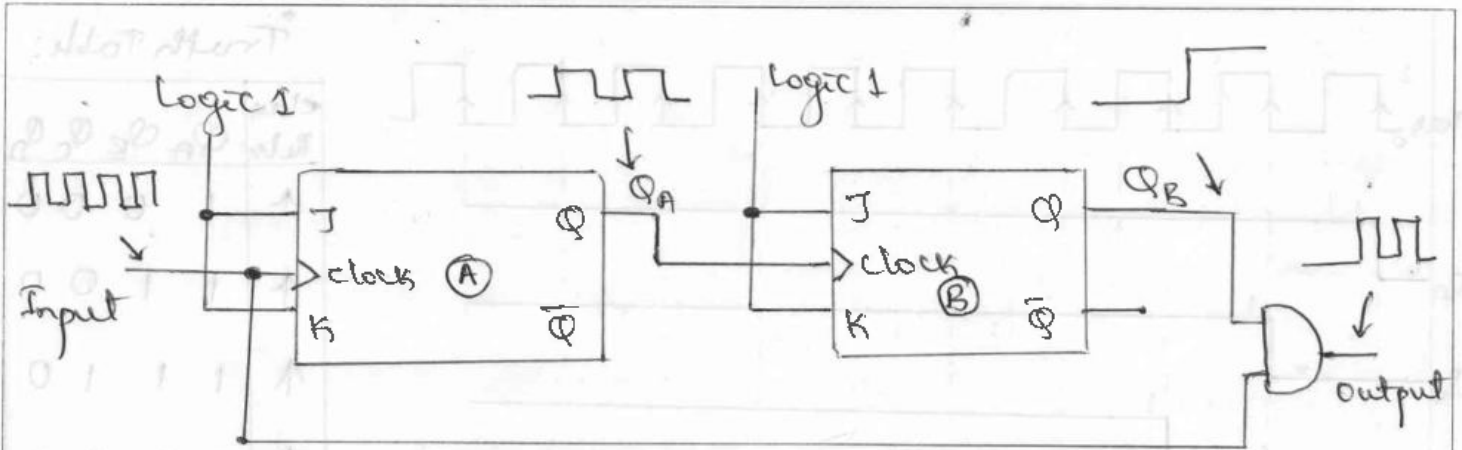 Logic 1
Logic 1
Q_A
Q_B
J
Q
J
Q
clock
A
clock
B
Input
K
Q̄
K
Q̄
Output